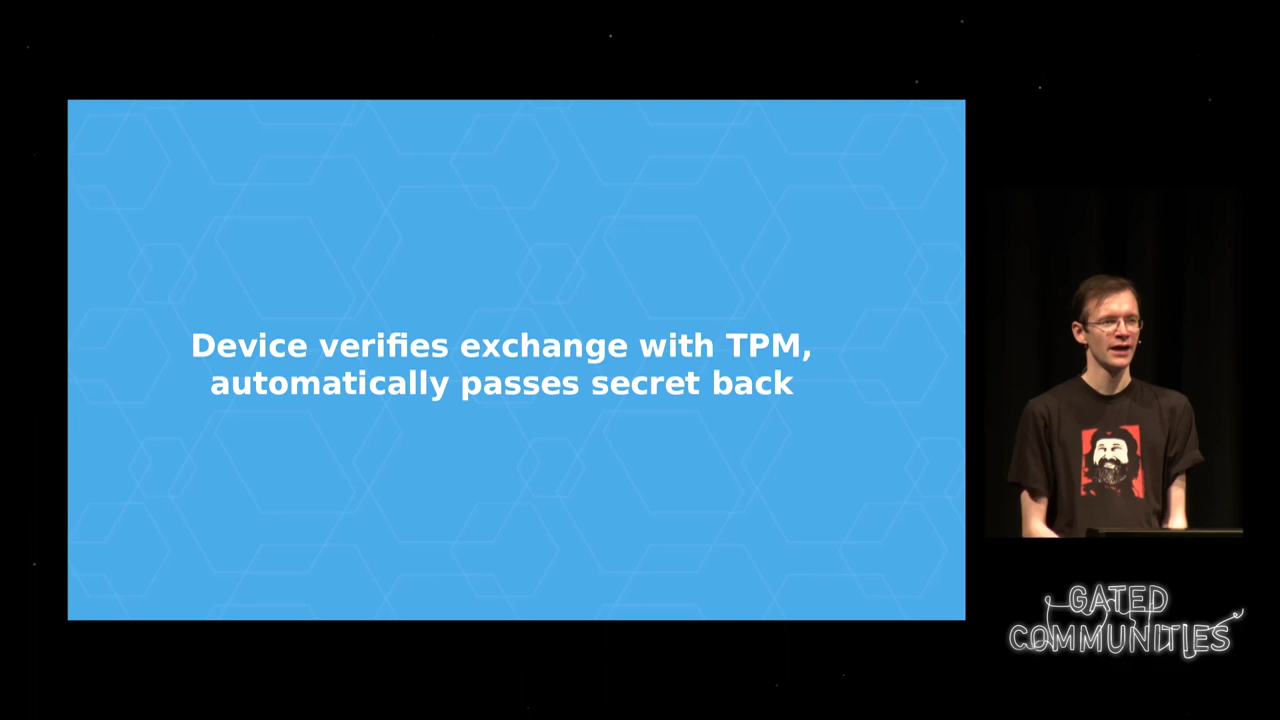 Device verifies exchange with TPM,
automatically passes secret back
GATED
COMMUNITIES